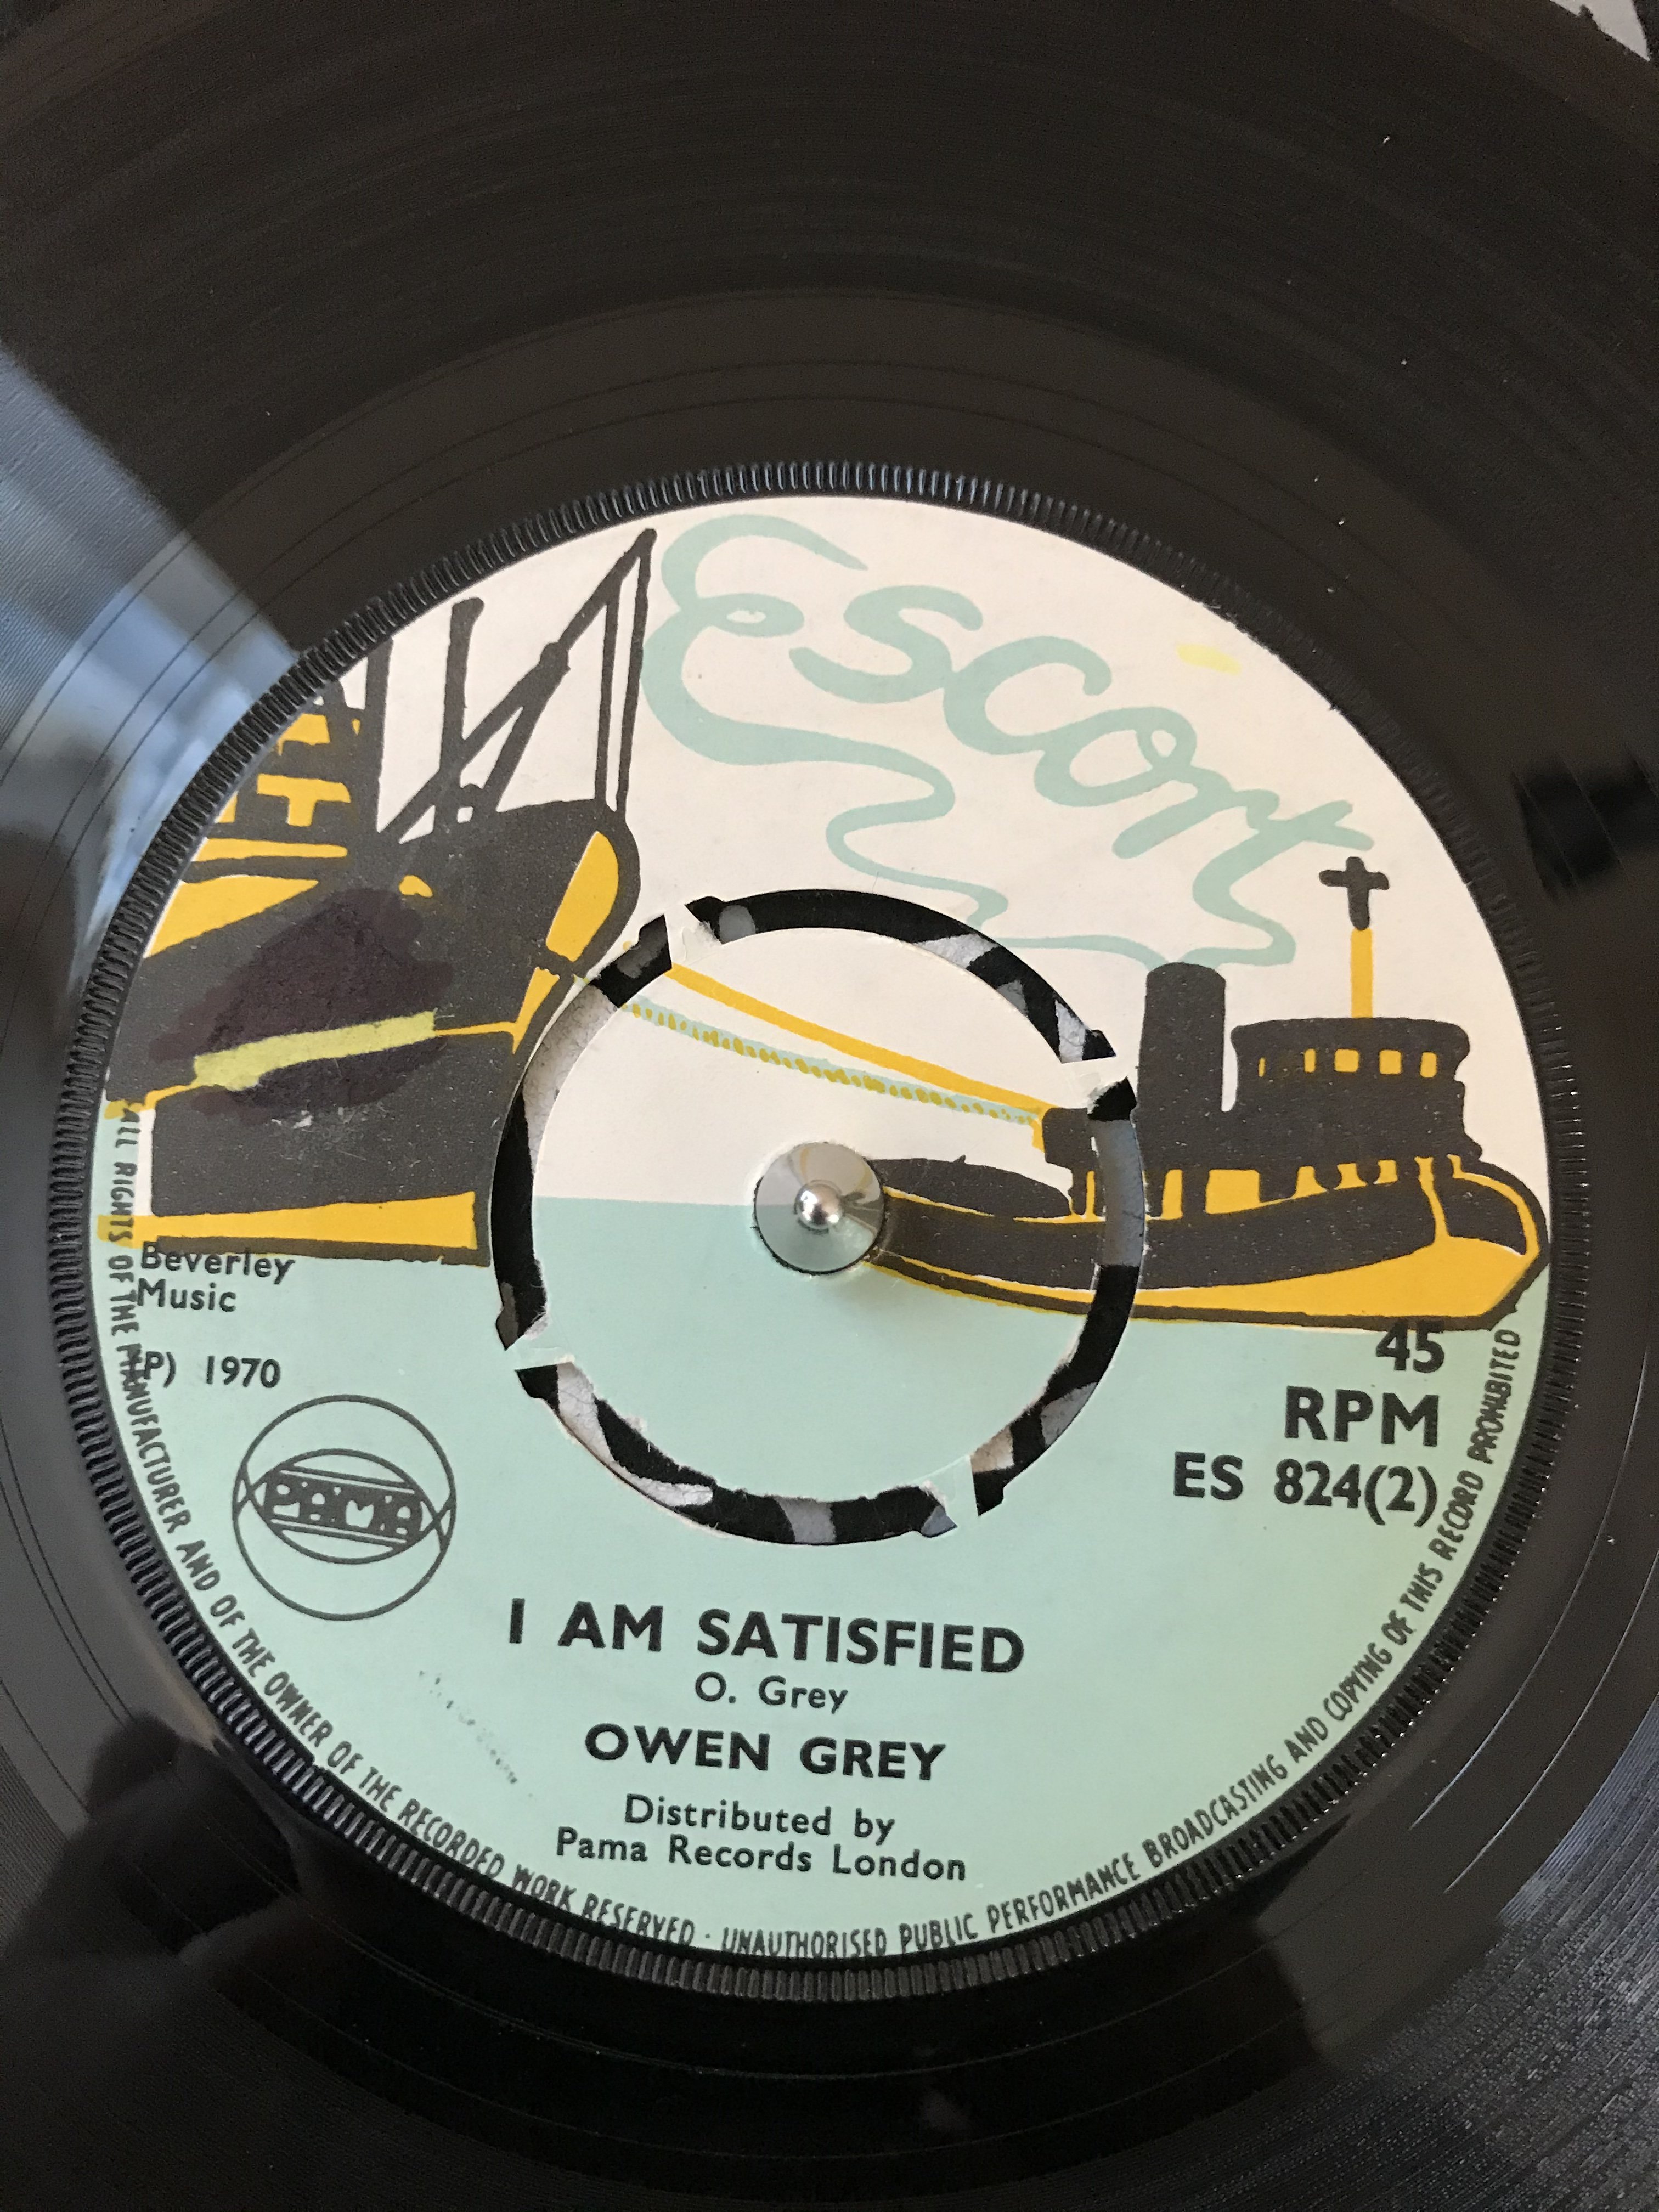 Escort
Beverley
Music
(P) 1970
45
RPM
ES 824(2)
PAMA
I AM SATISFIED
O. Grey
OWEN GREY
Distributed by
Pama Records London
ALL RIGHTS OF THE MANUFACTURER AND OF THE OWNER OF THE RECORDED WORK RESERVED · UNAUTHORISED PUBLIC PERFORMANCE BROADCASTING AND COPYING OF THIS RECORD PROHIBITED